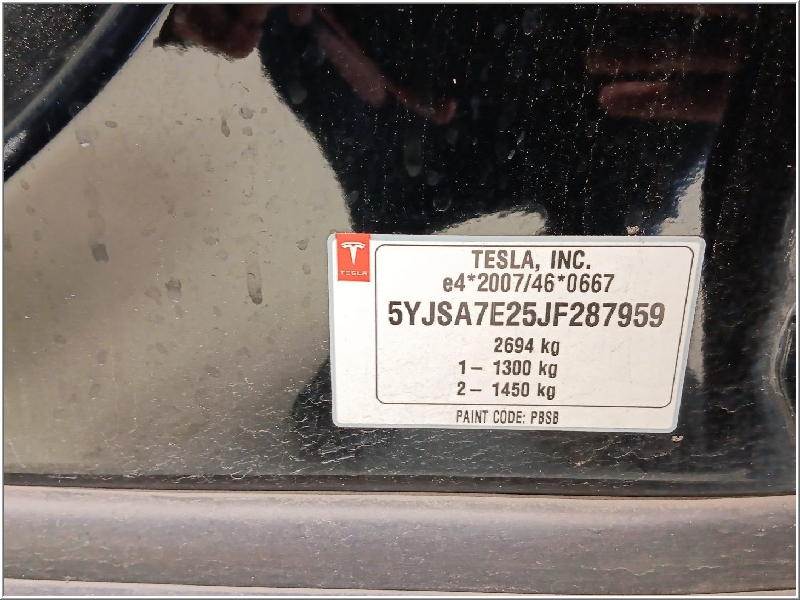 TESLA
TESLA, INC.
e4*2007/46*0667
5YJSA7E25JF287959
2694 kg
1- 1300 kg
2- 1450 kg
PAINT CODE: PBSB